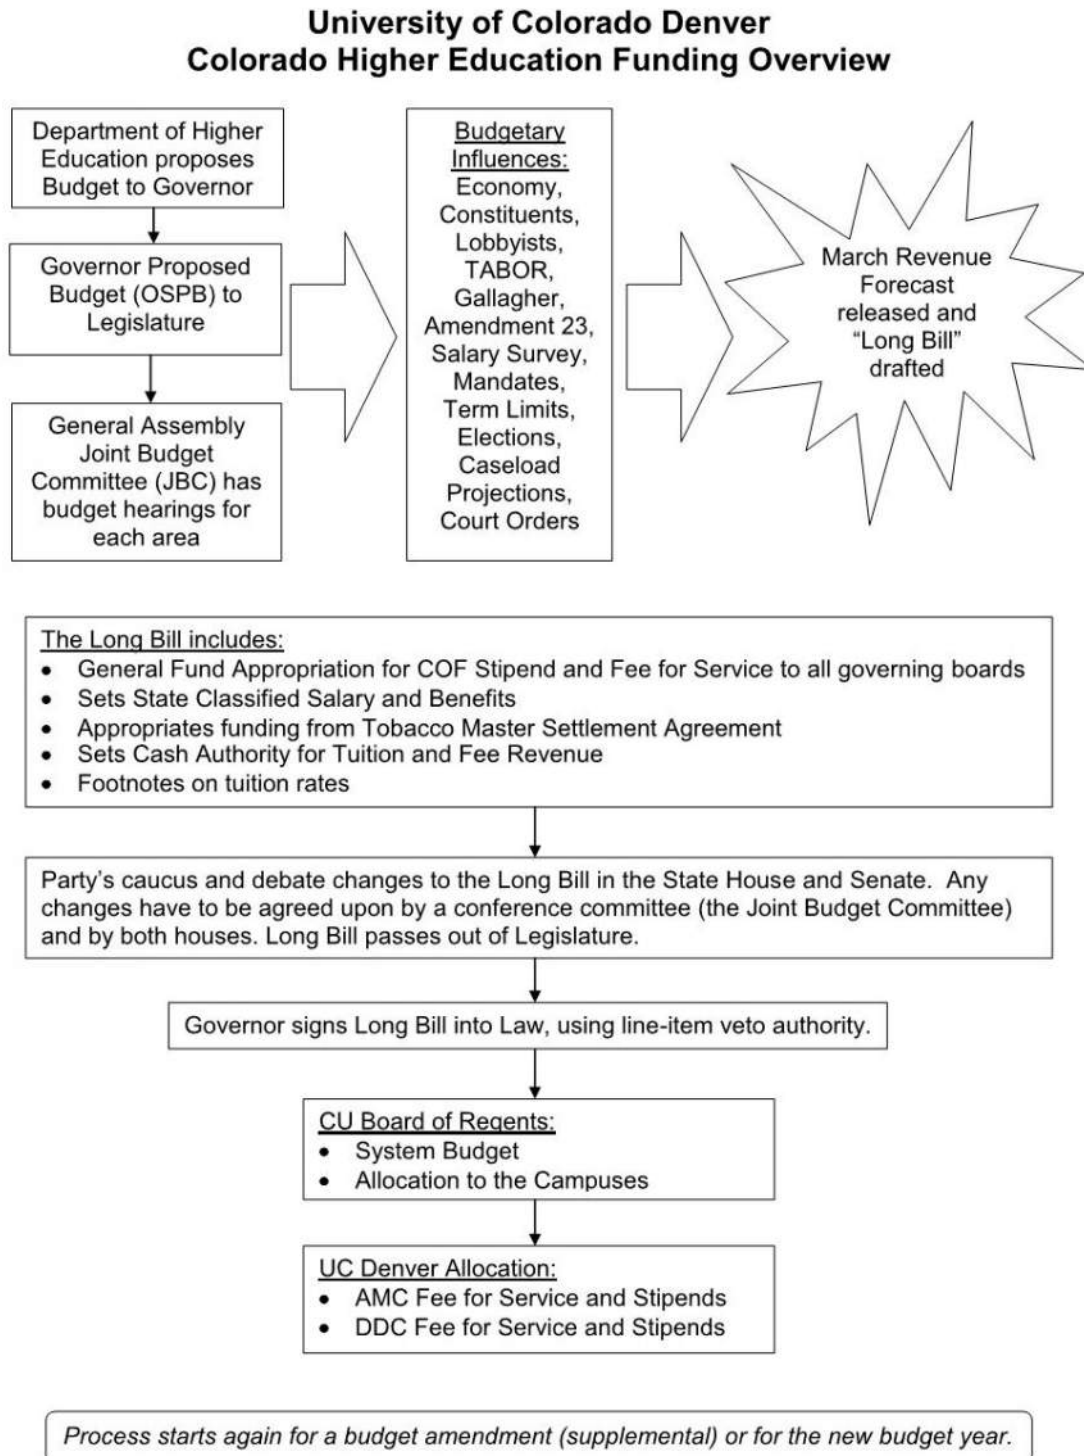 University of Colorado Denver
Colorado Higher Education Funding Overview
Department of Higher
Education proposes
Budget to Governor
Governor Proposed
Budget (OSPB) to
Legislature
General Assembly
Joint Budget
Committee (JBC) has
budget hearings for
each area
Budgetary
Influences:
Economy,
Constituents,
Lobbyists,
TABOR,
Gallagher,
Amendment 23,
Salary Survey,
Mandates,
Term Limits,
Elections,
Caseload
Projections,
Court Orders
March Revenue
Forecast
released and
“Long Bill”
drafted
The Long Bill includes:
• General Fund Appropriation for COF Stipend and Fee for Service to all governing boards
• Sets State Classified Salary and Benefits
• Appropriates funding from Tobacco Master Settlement Agreement
• Sets Cash Authority for Tuition and Fee Revenue
• Footnotes on tuition rates
Party’s caucus and debate changes to the Long Bill in the State House and Senate. Any
changes have to be agreed upon by a conference committee (the Joint Budget Committee)
and by both houses. Long Bill passes out of Legislature.
Governor signs Long Bill into Law, using line-item veto authority.
CU Board of Regents:
• System Budget
• Allocation to the Campuses
UC Denver Allocation:
• AMC Fee for Service and Stipends
• DDC Fee for Service and Stipends
Process starts again for a budget amendment (supplemental) or for the new budget year.